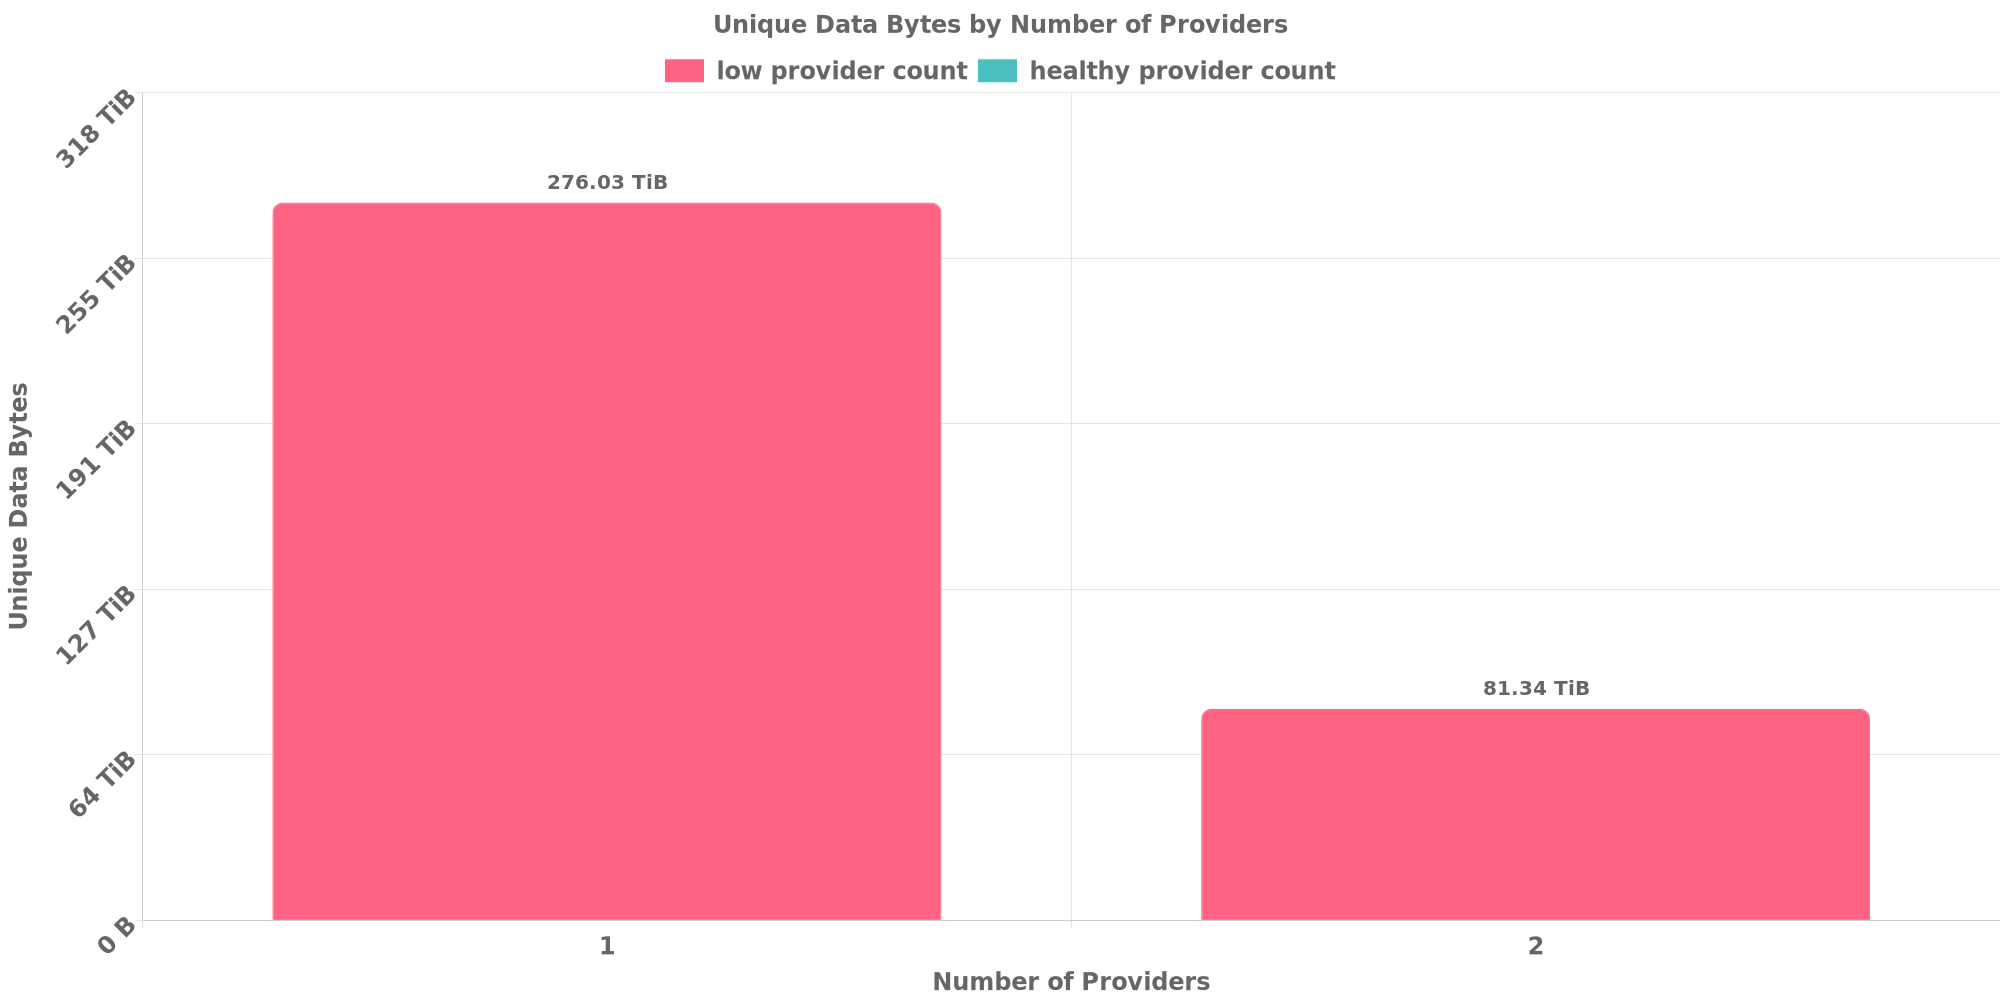 Unique Data Bytes by Number of Providers
low provider count healthy provider count
318 TiB
276.03 TiB
255 TiB
191 TiB
127 TiB
81.34 TiB
64 TiB
0 B
Unique Data Bytes
1 2
Number of Providers